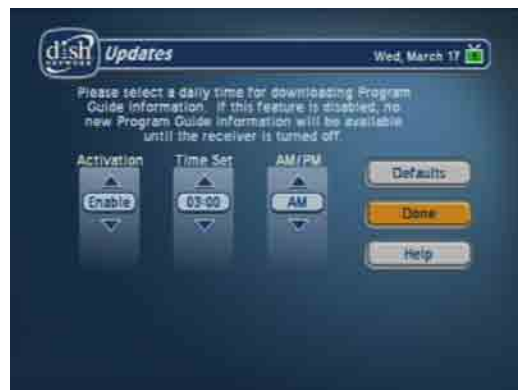 dish
NETWORK
Updates
Wed, March 17
Please select a daily time for downloading Program
Guide information. If this feature is disabled, no
new Program Guide information will be available
until the receiver is turned off.
Activation
Time Set
AM/PM
Enable
03:00
AM
Defaults
Done
Help